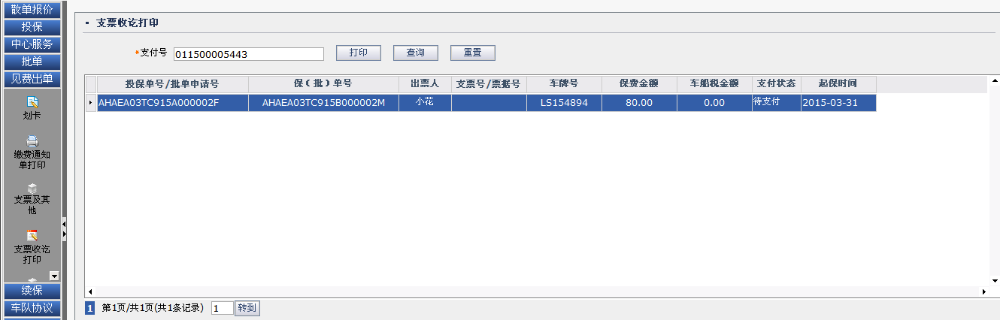 散单报价
投保
中心服务
批单
见费出单
划卡
缴费通知
单打印
支票及其
他
支票收讫
打印
续保
车队协议
支票收讫打印
*支付号 011500005443 打印 查询 重置
投保单号/批单申请号 保（批）单号 出票人 支票号/票据号 车牌号 保费金额 车船税金额 支付状态 起保时间
AHAEA03TC915A000002F AHAEA03TC915B000002M 小花 LS154894 80.00 0.00 待支付 2015-03-31
1 第1页/共1页(共1条记录) 1 转到